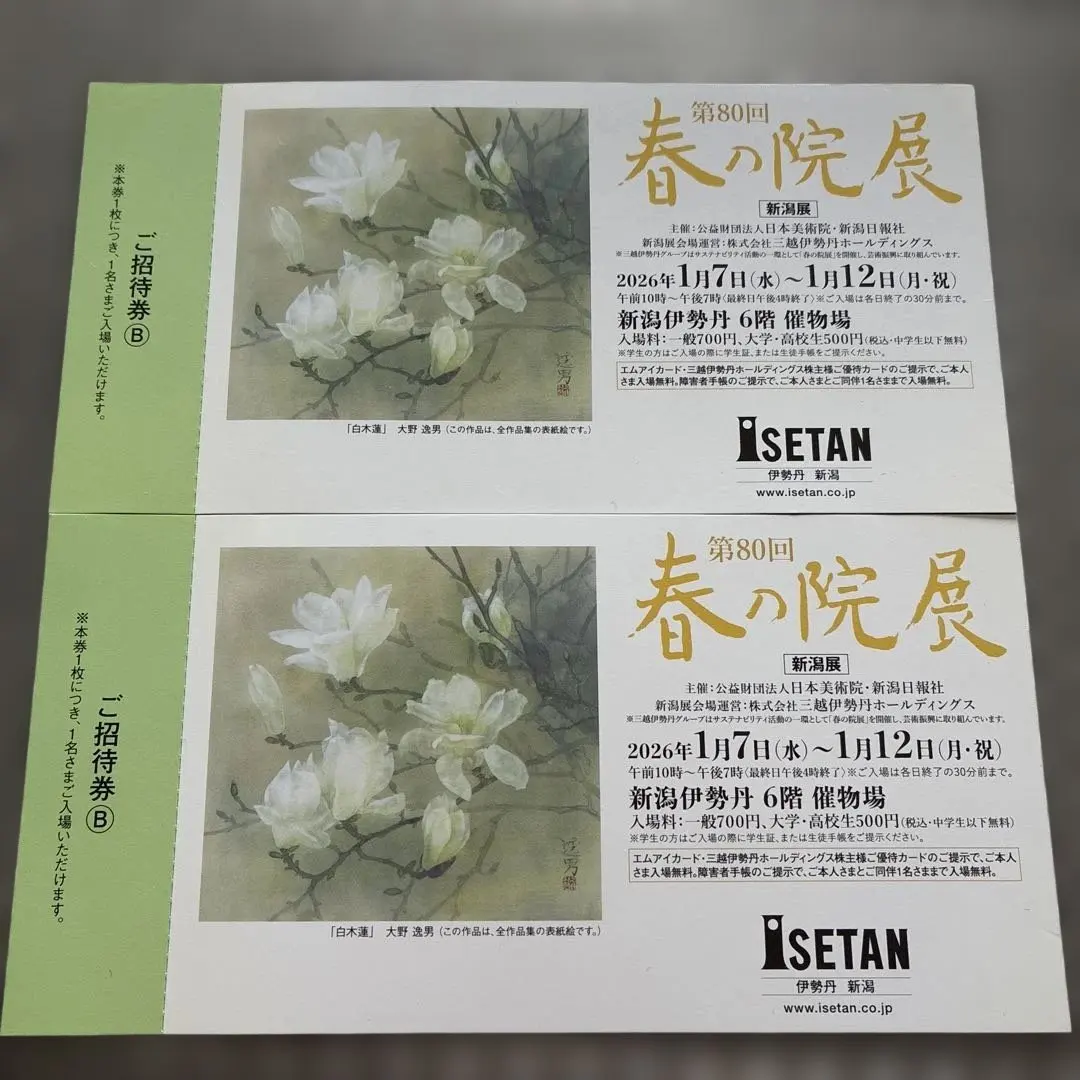 ※本券1枚につき、1名さまご入場いただけます。
ご招待券 Ⓑ
第80回
春の院展
新潟展
主催：公益財団法人日本美術院・新潟日報社
新潟展会場運営：株式会社三越伊勢丹ホールディングス
※三越伊勢丹グループはサステナビリティ活動の一環として「春の院展」を開催し、芸術振興に取り組んでいます。
2026年1月7日(水)〜1月12日(月・祝)
午前10時〜午後7時〈最終日午後4時終了〉※ご入場は各日終了の30分前まで。
新潟伊勢丹 6階 催物場
入場料：一般700円、大学・高校生500円(税込・中学生以下無料)
※学生の方はご入場の際に学生証、または生徒手帳をご提示ください。
エムアイカード・三越伊勢丹ホールディングス株主様ご優待カードのご提示で、ご本人
さま入場無料。障害者手帳のご提示で、ご本人さまとご同伴1名さままで入場無料。
逸男
「白木蓮」 大野 逸男 (この作品は、全作品集の表紙絵です。)
ISETAN
伊勢丹 新潟
www.isetan.co.jp
※本券1枚につき、1名さまご入場いただけます。
ご招待券 Ⓑ
第80回
春の院展
新潟展
主催：公益財団法人日本美術院・新潟日報社
新潟展会場運営：株式会社三越伊勢丹ホールディングス
※三越伊勢丹グループはサステナビリティ活動の一環として「春の院展」を開催し、芸術振興に取り組んでいます。
2026年1月7日(水)〜1月12日(月・祝)
午前10時〜午後7時〈最終日午後4時終了〉※ご入場は各日終了の30分前まで。
新潟伊勢丹 6階 催物場
入場料：一般700円、大学・高校生500円(税込・中学生以下無料)
※学生の方はご入場の際に学生証、または生徒手帳をご提示ください。
エムアイカード・三越伊勢丹ホールディングス株主様ご優待カードのご提示で、ご本人
さま入場無料。障害者手帳のご提示で、ご本人さまとご同伴1名さままで入場無料。
逸男
「白木蓮」 大野 逸男 (この作品は、全作品集の表紙絵です。)
ISETAN
伊勢丹 新潟
www.isetan.co.jp